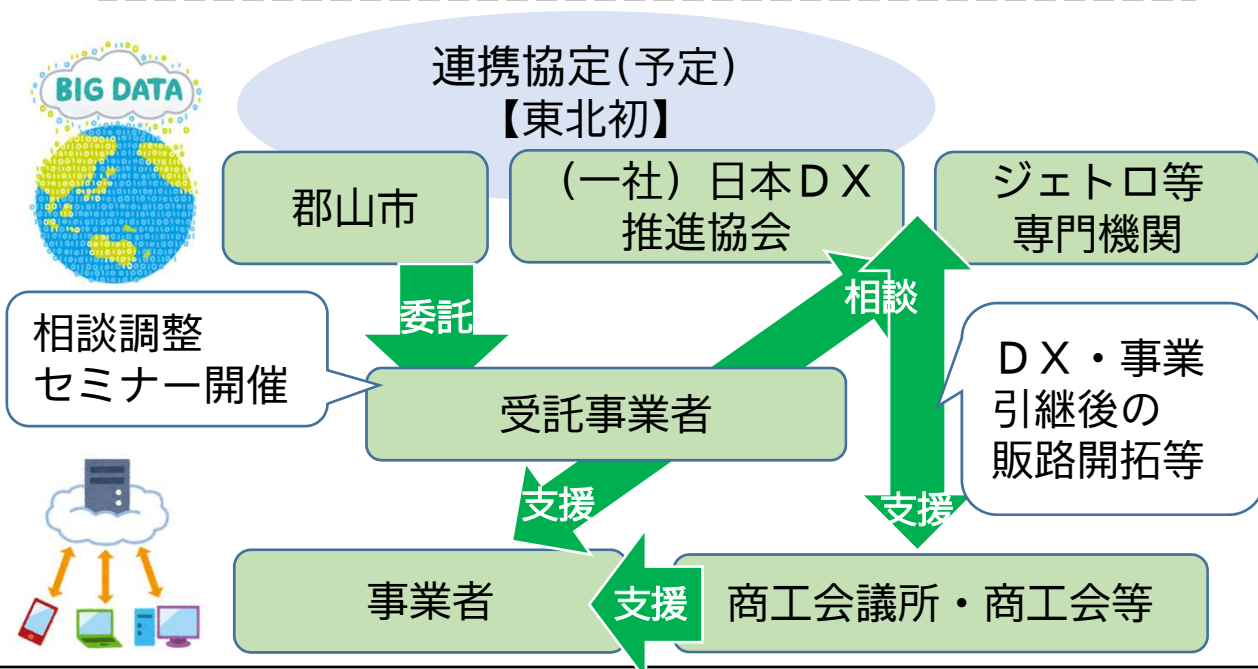 BIG DATA
連携協定(予定)
【東北初】
郡山市
(一社)日本ＤＸ
推進協会
ジェトロ等
専門機関
委託
相談
相談調整
セミナー開催
ＤＸ・事業
引継後の
販路開拓等
受託事業者
支援
支援
事業者
支援
商工会議所・商工会等